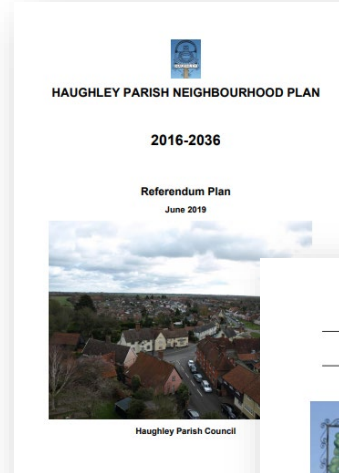 HAUGHLEY PARISH NEIGHBOURHOOD PLAN
2016-2036
Referendum Plan
June 2019
Haughley Parish Council